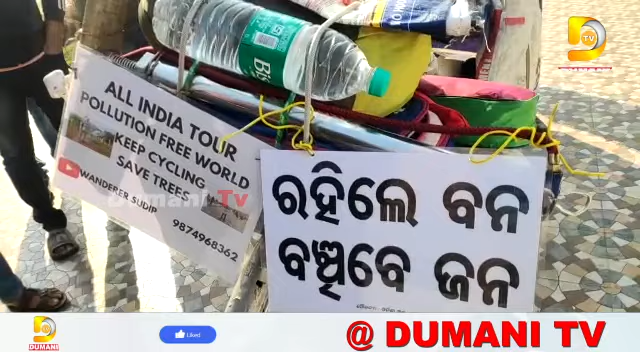 ALL INDIA TOUR
POLLUTION FREE WORLD
KEEP CYCLING
SAVE TREES
WANDERER SUDIP
9874968362
ରହିଲେ ବନ
ବଞ୍ଚିବେ ଜନ
Dumani Tv
D TV
DUMANI
Liked
@ DUMANI TV